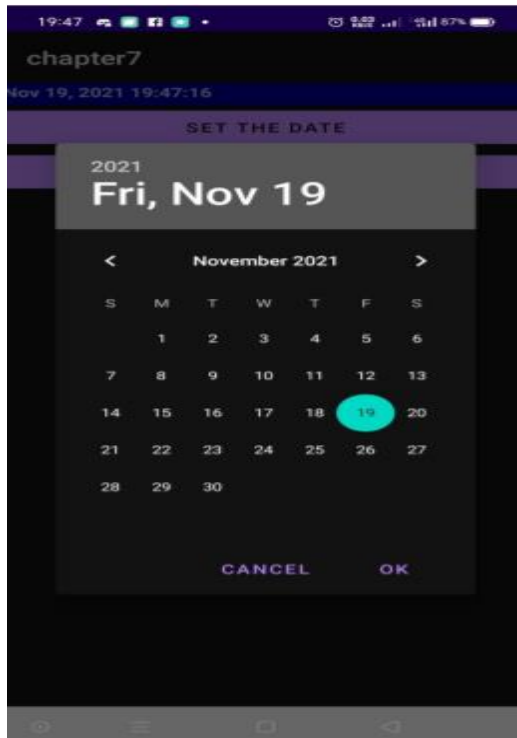 19:47 87%
chapter7
Nov 19, 2021 19:47:16
SET THE DATE
2021
Fri, Nov 19
November 2021
S M T W T F S
1 2 3 4 5 6
7 8 9 10 11 12 13
14 15 16 17 18 19 20
21 22 23 24 25 26 27
28 29 30
CANCEL OK